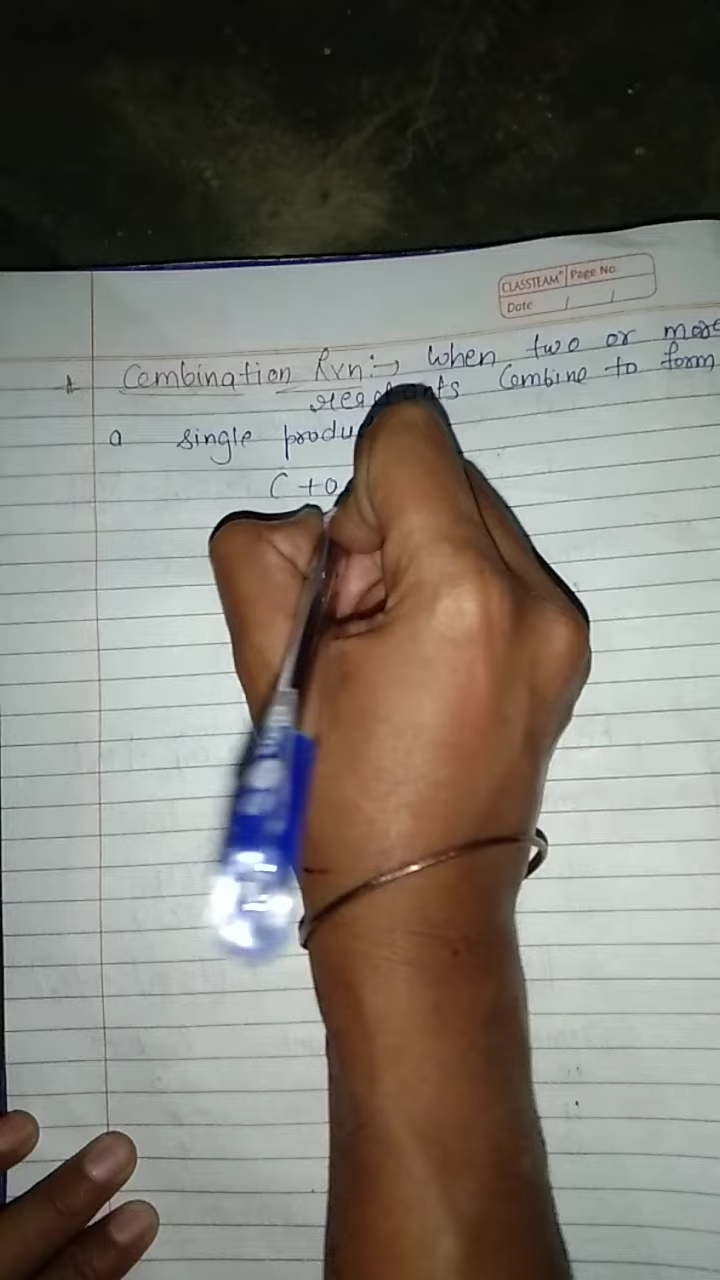 CLASSTEAM Page No.
Date / /
Combination Rxn:→ When two or more
reactants Combine to form
a single produ
C + O